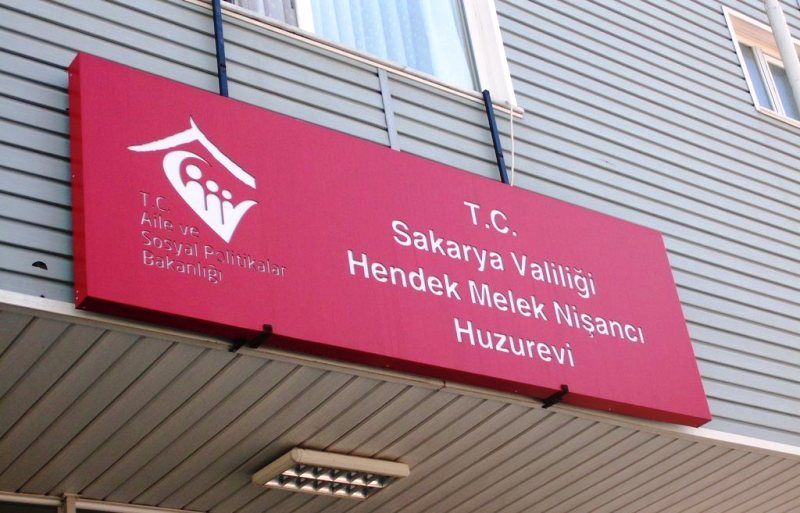 T.C.
Aile ve
Sosyal Politikalar
Bakanlığı
T.C.
Sakarya Valiliği
Hendek Melek Nişancı
Huzurevi